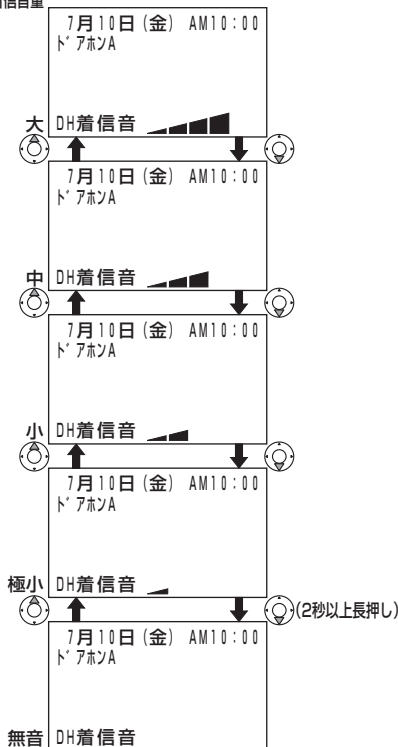 7月10日(金) AM10:00
ドアホンA
大 DH着信音
7月10日(金) AM10:00
ドアホンA
中 DH着信音
7月10日(金) AM10:00
ドアホンA
小 DH着信音
7月10日(金) AM10:00
ドアホンA
極小 DH着信音
(2秒以上長押し)
7月10日(金) AM10:00
ドアホンA
無音 DH着信音